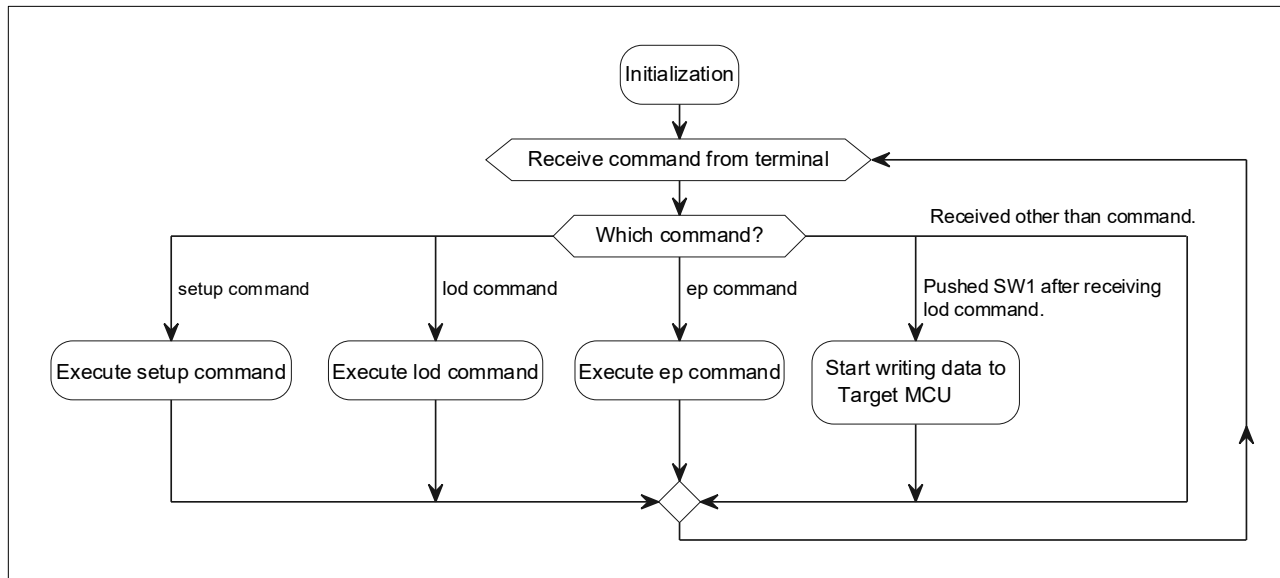 Initialization
Receive command from terminal
Which command?
Received other than command.
setup command
lod command
ep command
Pushed SW1 after receiving
lod command.
Execute setup command
Execute lod command
Execute ep command
Start writing data to
Target MCU